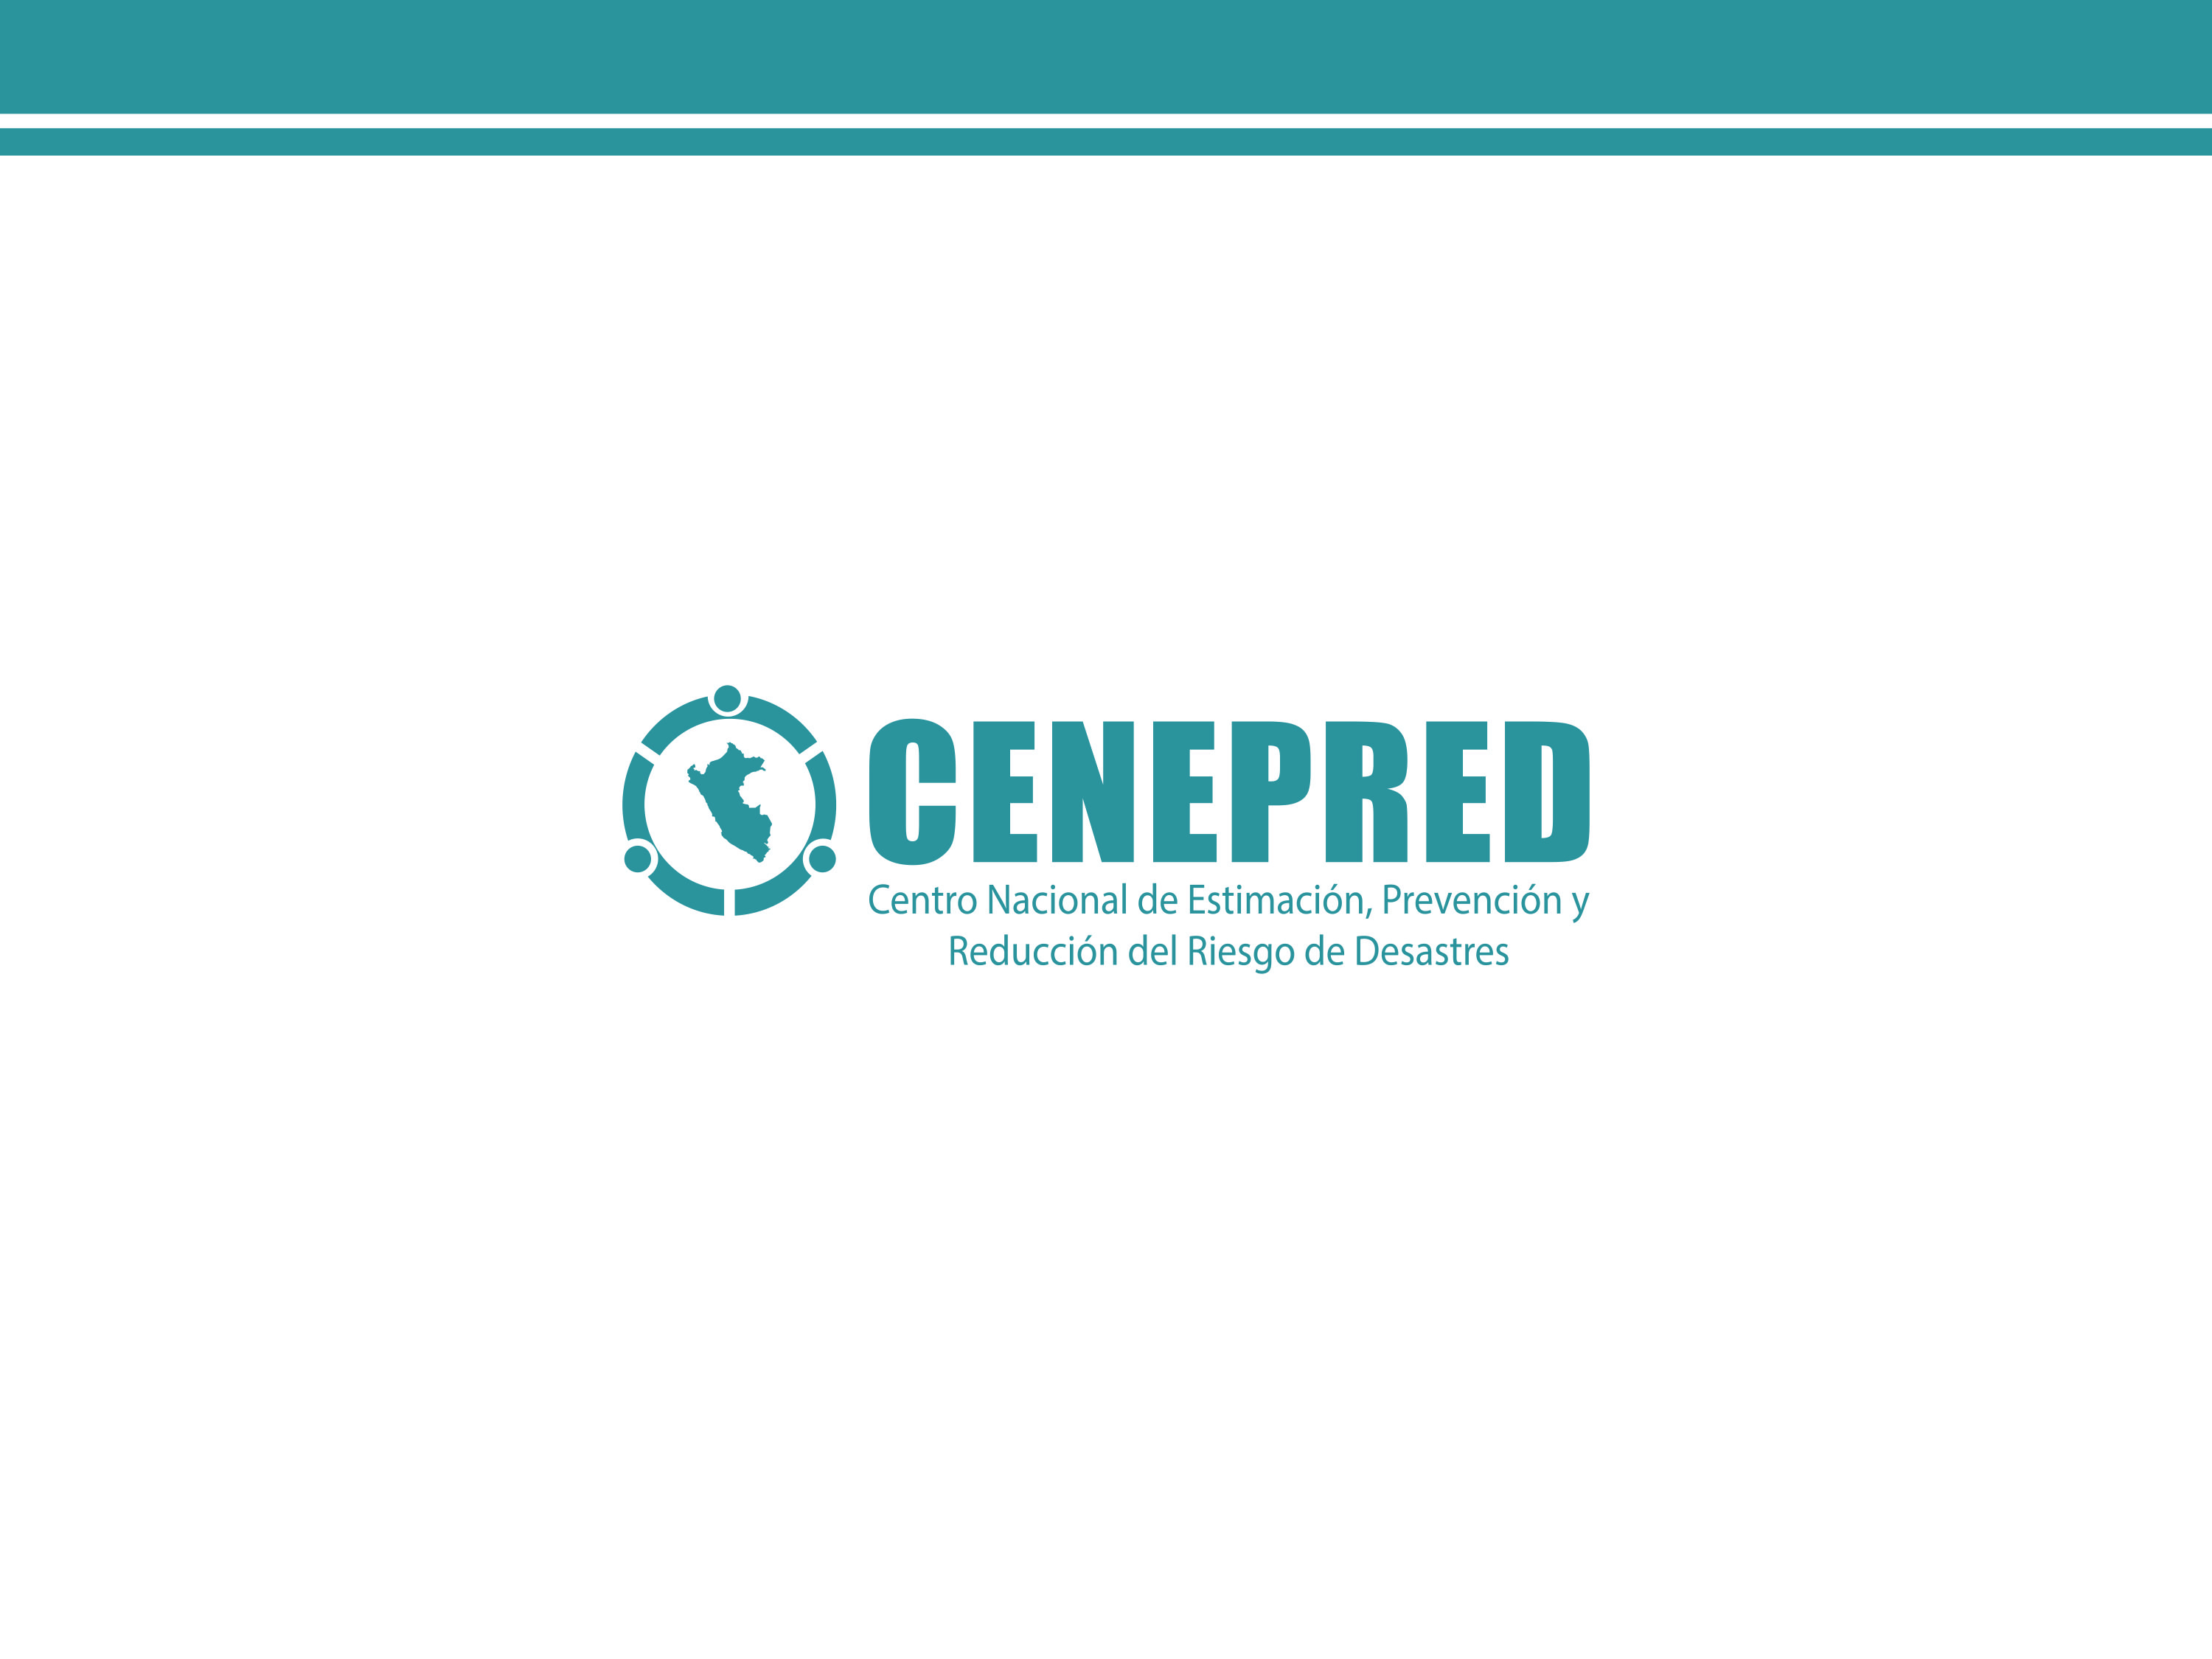 CENEPRED
Centro Nacional de Estimación, Prevención y
Reducción del Riesgo de Desastres